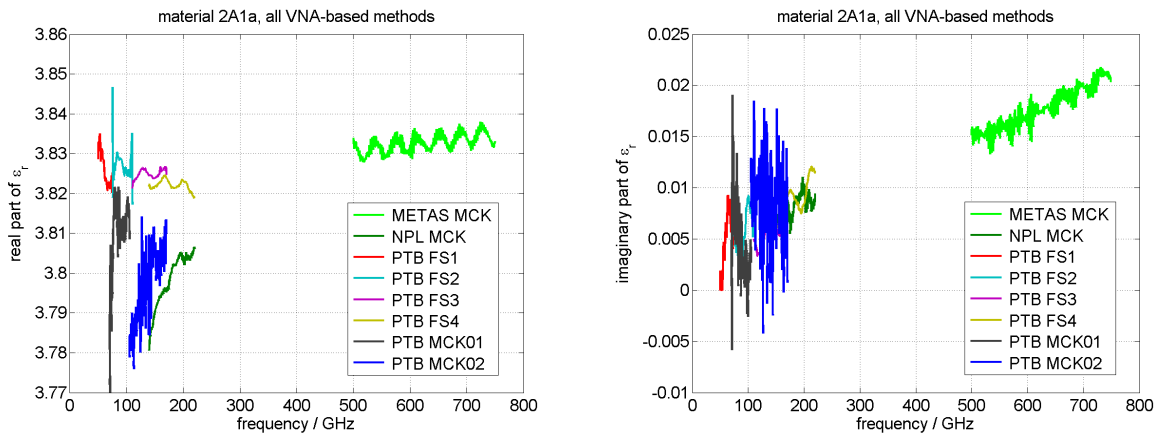 material 2A1a, all VNA-based methods
3.86
3.85
3.84
3.83
3.82
3.81
3.8
3.79
3.78
3.77
real part of εr
0 100 200 300 400 500 600 700 800
frequency / GHz
METAS MCK
NPL MCK
PTB FS1
PTB FS2
PTB FS3
PTB FS4
PTB MCK01
PTB MCK02
material 2A1a, all VNA-based methods
0.025
0.02
0.015
0.01
0.005
0
-0.005
-0.01
imaginary part of εr
0 100 200 300 400 500 600 700 800
frequency / GHz
METAS MCK
NPL MCK
PTB FS1
PTB FS2
PTB FS3
PTB FS4
PTB MCK01
PTB MCK02